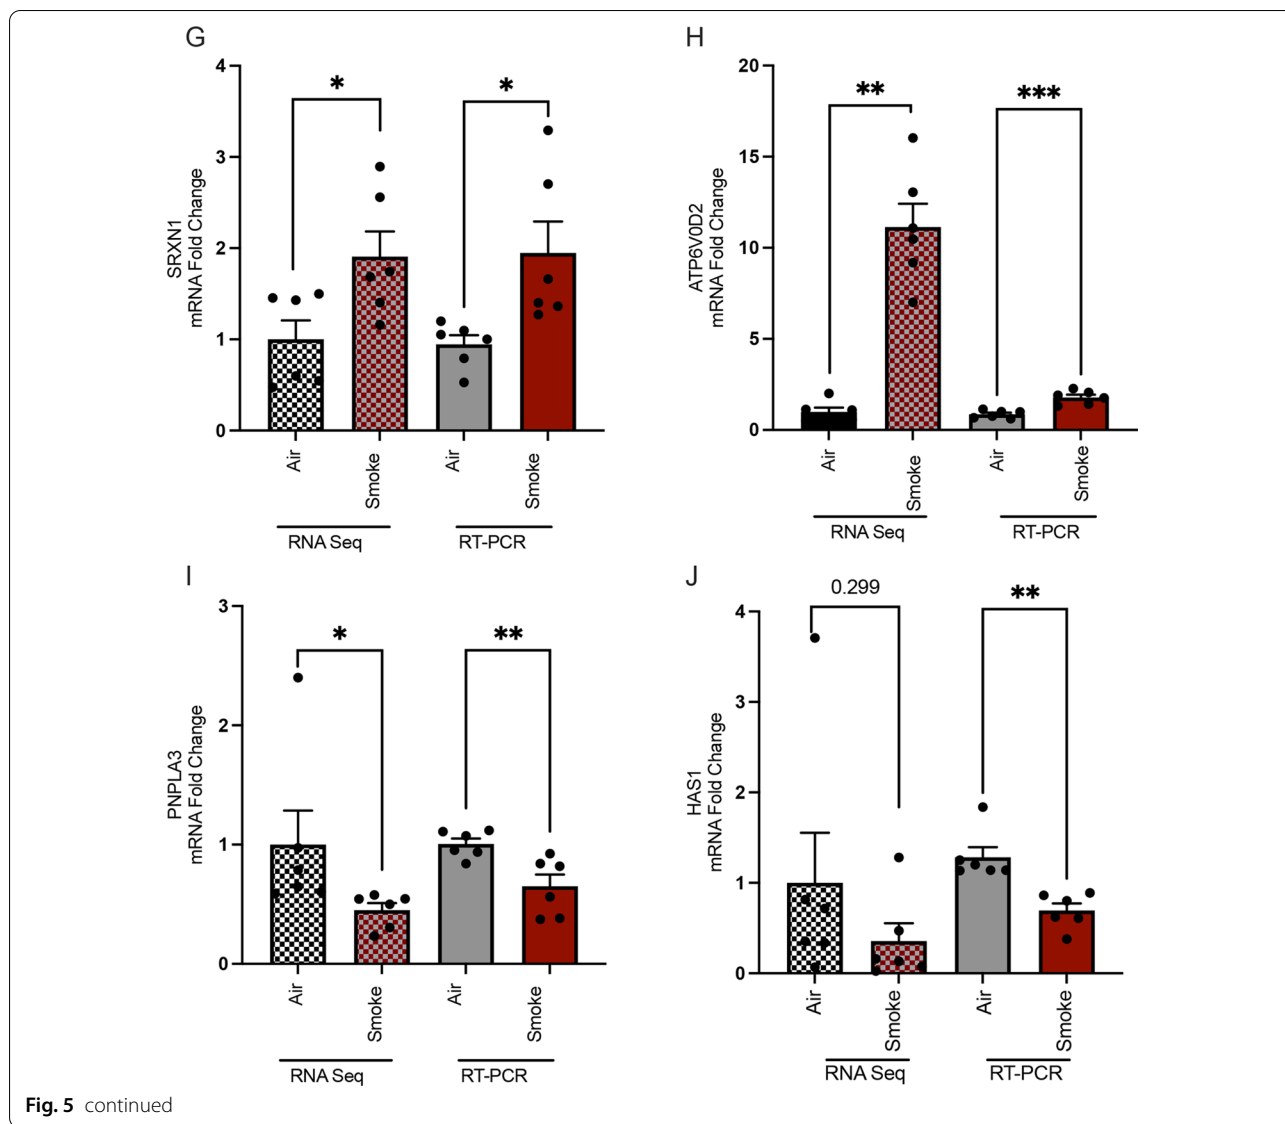 G
4
3
2
1
0
SRXN1
mRNA Fold Change
*
*
Air
Smoke
Air
Smoke
RNA Seq
RT-PCR
H
20
15
10
5
0
ATP6V0D2
mRNA Fold Change
**
***
Air
Smoke
Air
Smoke
RNA Seq
RT-PCR
I
3
2
1
0
PNPLA3
mRNA Fold Change
*
**
Air
Smoke
Air
Smoke
RNA Seq
RT-PCR
J
4
3
2
1
0
HAS1
mRNA Fold Change
0.299
**
Air
Smoke
Air
Smoke
RNA Seq
RT-PCR
Fig. 5 continued